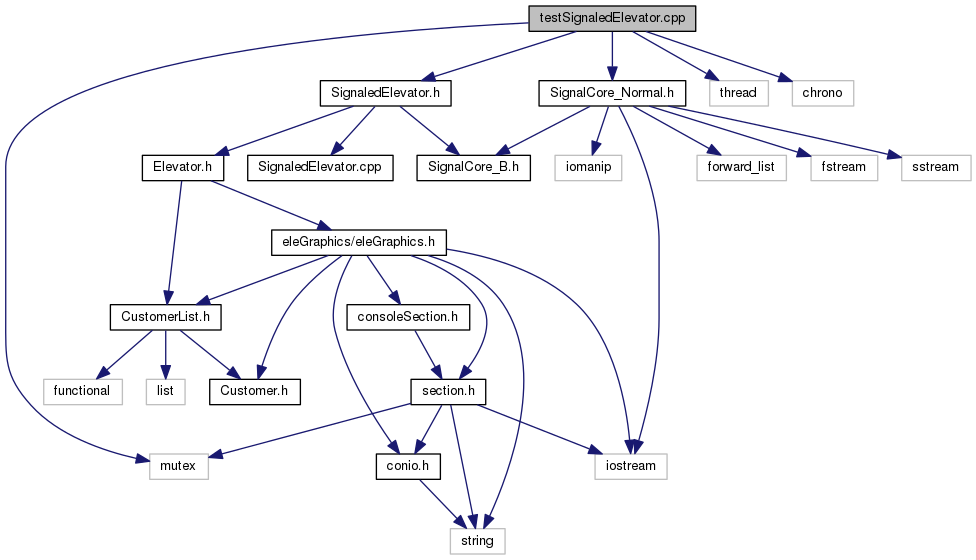 testSignaledElevator.cpp
SignaledElevator.h
SignalCore_Normal.h
thread
chrono
Elevator.h
SignaledElevator.cpp
SignalCore_B.h
iomanip
forward_list
fstream
sstream
eleGraphics/eleGraphics.h
CustomerList.h
consoleSection.h
functional
list
Customer.h
section.h
mutex
conio.h
iostream
string